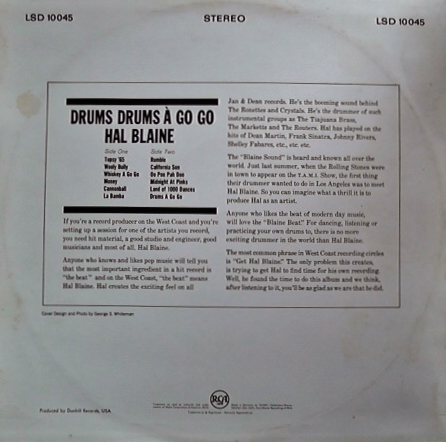 LSD 10045
STEREO
LSD 10045
DRUMS DRUMS À GO GO
HAL BLAINE
Side One
Topsy '65
Wooly Bully
Whiskey A Go Go
Money
Cannonball
La Bamba
Side Two
Rumble
California Sun
Oo Poo Pah Doo
Midnight At Pinks
Land of 1000 Dances
Drums A Go Go
If you're a record producer on the West Coast and you're
setting up a session for one of the artists you record,
you need hit material, a good studio and engineer, good
musicians and most of all, Hal Blaine.
Anyone who knows and likes pop music will tell you
that the most important ingredient in a hit record is
"the beat" and on the West Coast, "the beat" means
Hal Blaine. Hal creates the exciting feel on all
Jan & Dean records. He's the booming sound behind
The Ronettes and Crystals. He's the drummer of such
instrumental groups as The Tiajuana Brass,
The Marketts and The Routers. Hal has played on the
hits of Dean Martin, Frank Sinatra, Johnny Rivers,
Shelley Fabares, etc., etc. etc.
The "Blaine Sound" is heard and known all over the
world. Just last summer, when the Rolling Stones were
in town to appear on the T.A.M.I. Show, the first thing
their drummer wanted to do in Los Angeles was to meet
Hal Blaine. So you can imagine what a thrill it is to
produce Hal as an artist.
Anyone who likes the beat of modern day music,
will love the "Blaine Beat." For dancing, listening or
practicing your own drums to, there is no more
exciting drummer in the world than Hal Blaine.
The most common phrase in West Coast recording circles
is "Get Hal Blaine." The only problem this creates,
is trying to get Hal to find time for his own recording.
Well, he found the time to do this album and we think,
after listening to it, you'll be as glad as we are that he did.
Cover Design and Photo by George S. Whiteman
RCA
Produced by Dunhill Records, USA